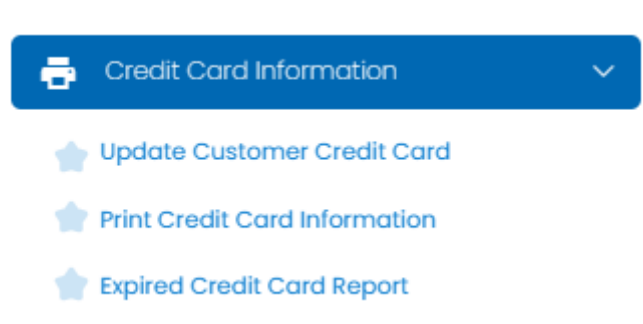 Credit Card Information
Update Customer Credit Card
Print Credit Card Information
Expired Credit Card Report